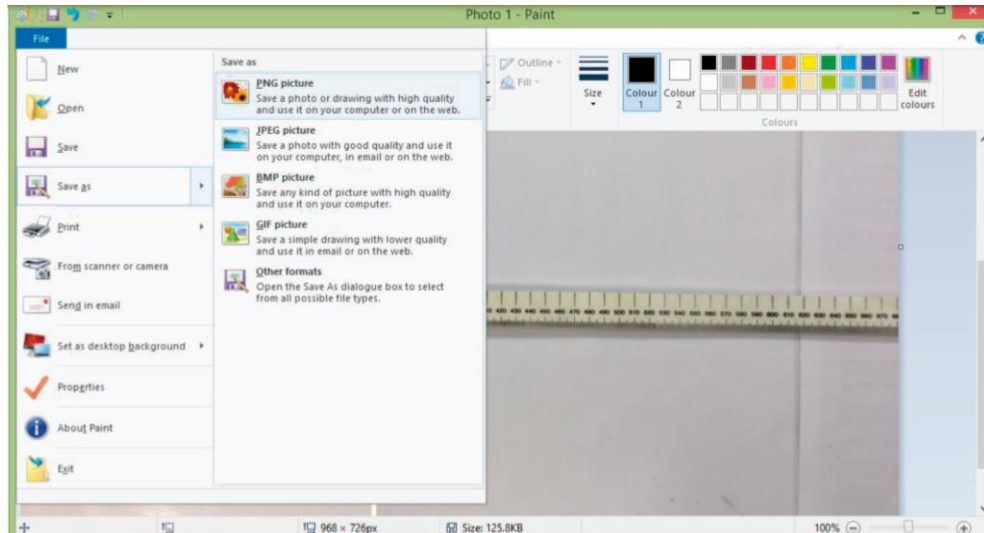 Photo 1 - Paint
File
New
Open
Save
Save as
Print
From scanner or camera
Send in email
Set as desktop background
Properties
About Paint
Exit
Save as
PNG picture
Save a photo or drawing with high quality
and use it on your computer or on the web.
JPEG picture
Save a photo with good quality and use it
on your computer, in email or on the web.
BMP picture
Save any kind of picture with high quality
and use it on your computer.
GIF picture
Save a simple drawing with lower quality
and use it in email or on the web.
Other formats
Open the Save As dialogue box to select
from all possible file types.
Outline
Fill
Size
Colour
1
Colour
2
Edit
colours
Colours
968 × 726px
Size: 125.8KB
100%